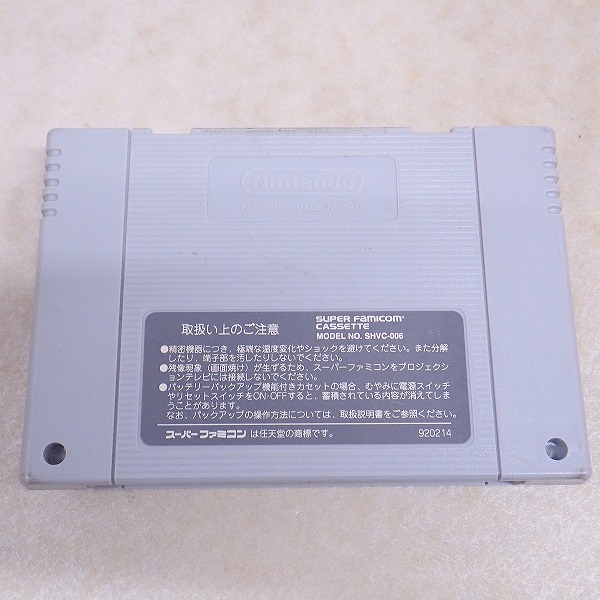 Nintendo
PAT. PEND. MADE IN JAPAN
取扱い上のご注意
SUPER FAMICOM
CASSETTE
MODEL NO. SHVC-006
●精密機器につき、極端な温度変化やショックを避けてください。また分解
したり、端子部を汚したりしないでください。
●残像現象（画面焼け）が生ずるため、スーパーファミコンをプロジェクシ
ョンテレビには接続しないでください。
●バッテリーバックアップ機能付きカセットの場合、むやみに電源スイッチ
やリセットスイッチをON・OFFすると、蓄積されている内容が消えてしま
うことがあります。
なお、バックアップの操作方法については、取扱説明書をご参照ください。
スーパーファミコン は任天堂の商標です。
920214